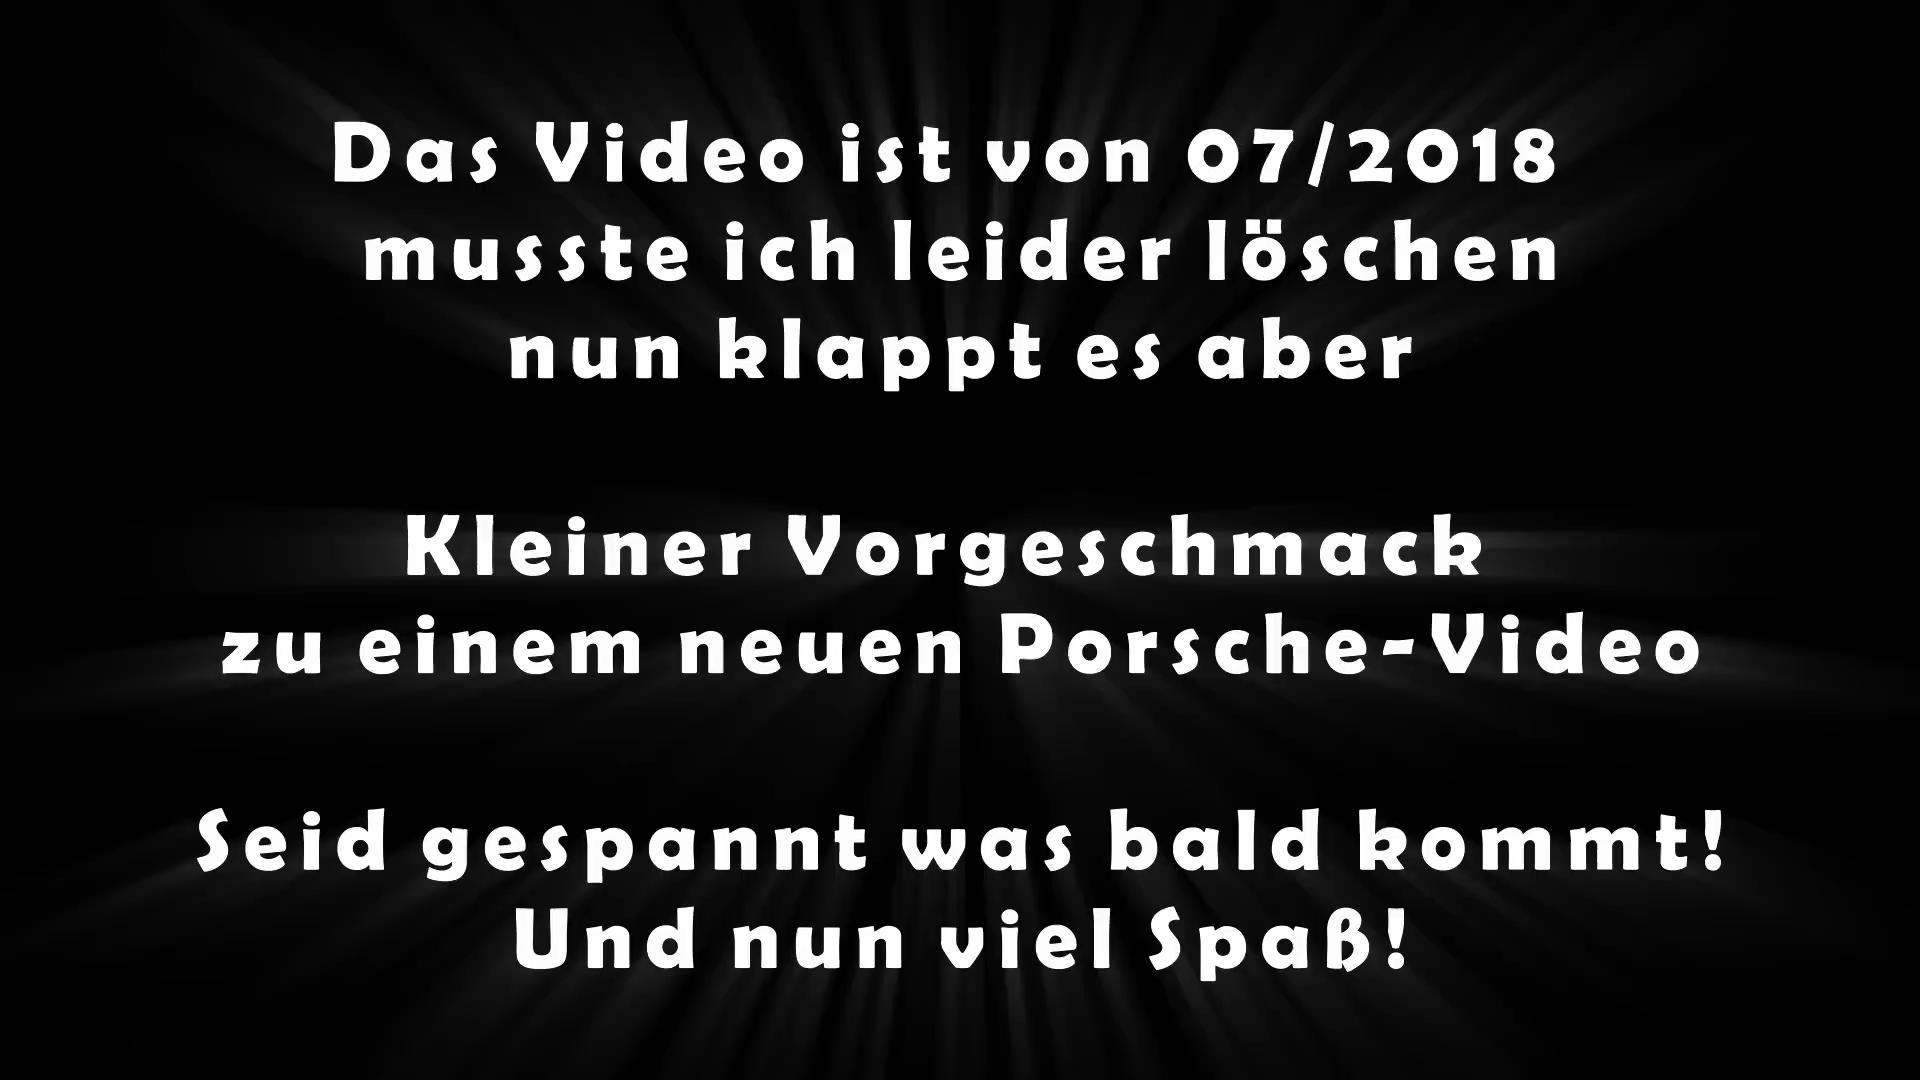 Das Video ist von 07/2018
musste ich leider löschen
nun klappt es aber
Kleiner Vorgeschmack
zu einem neuen Porsche-Video
Seid gespannt was bald kommt!
Und nun viel Spaß!